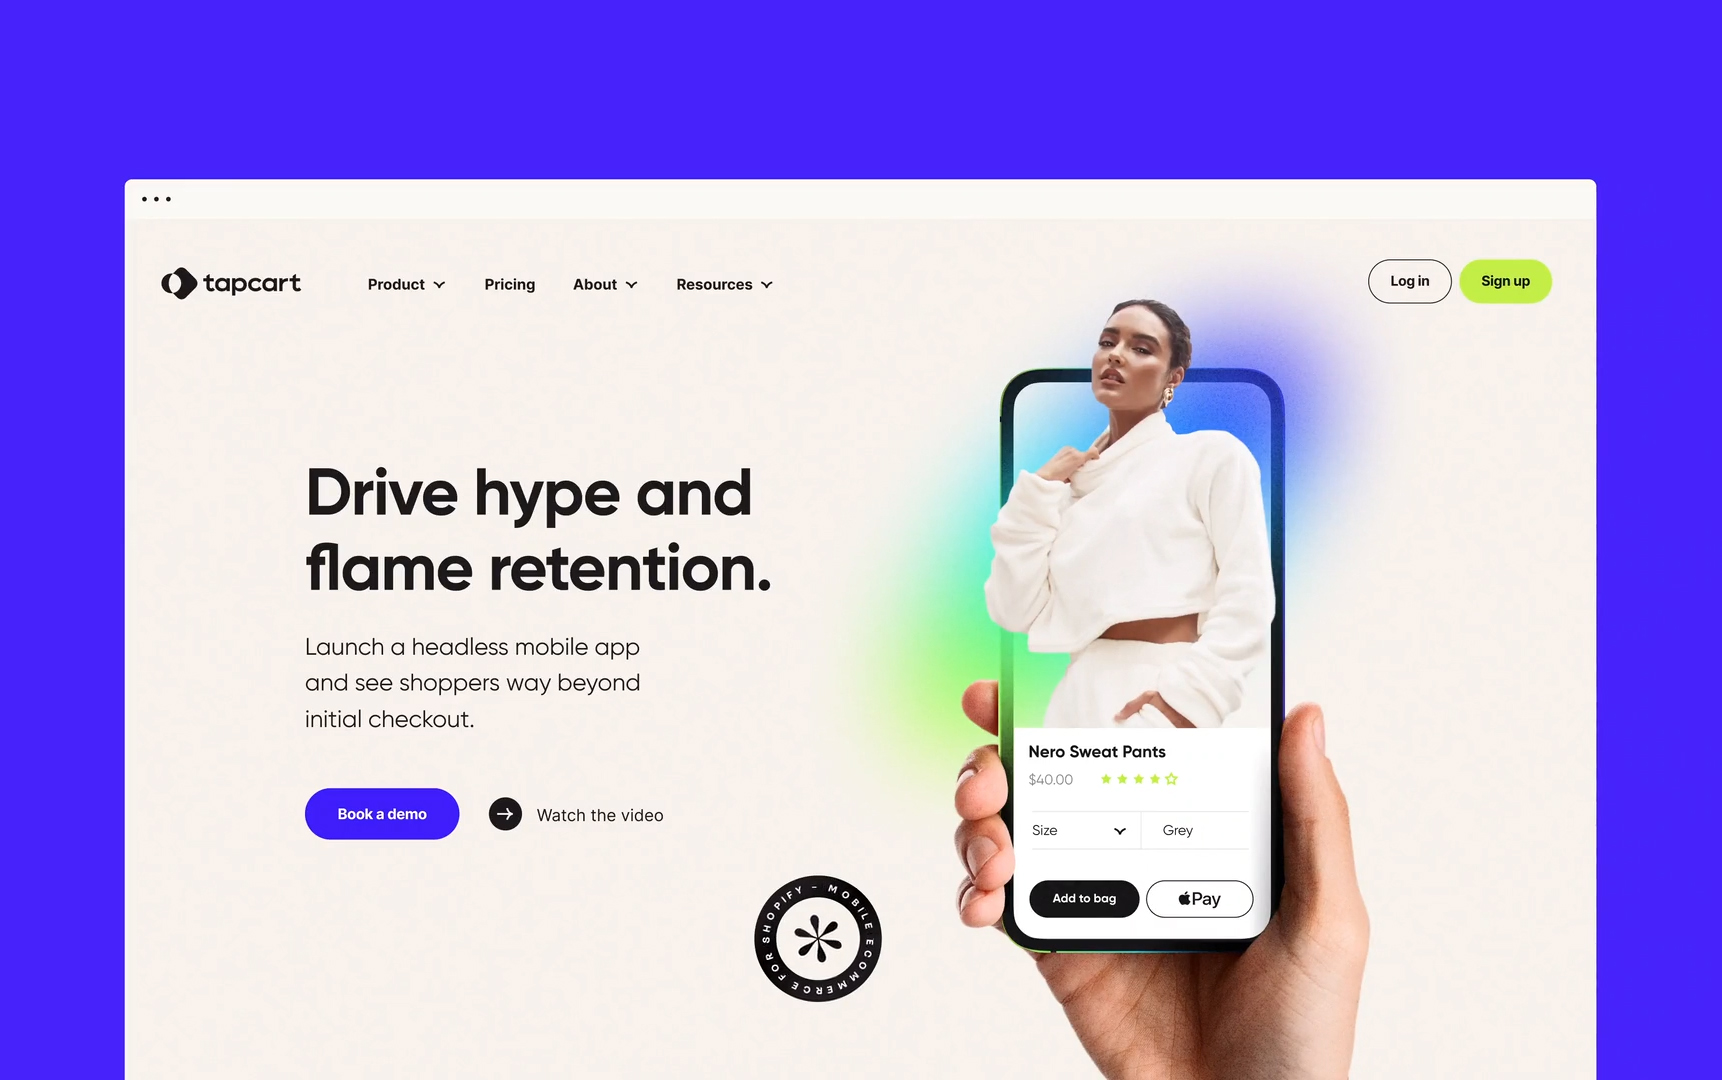 tapcart
Product
Pricing
About
Resources
Log in
Sign up
Drive hype and
flame retention.
Launch a headless mobile app
and see shoppers way beyond
initial checkout.
Book a demo
Watch the video
MOBILE ECOMMERCE FOR SHOPIFY –
Nero Sweat Pants
$40.00
Size
Grey
Add to bag
Pay